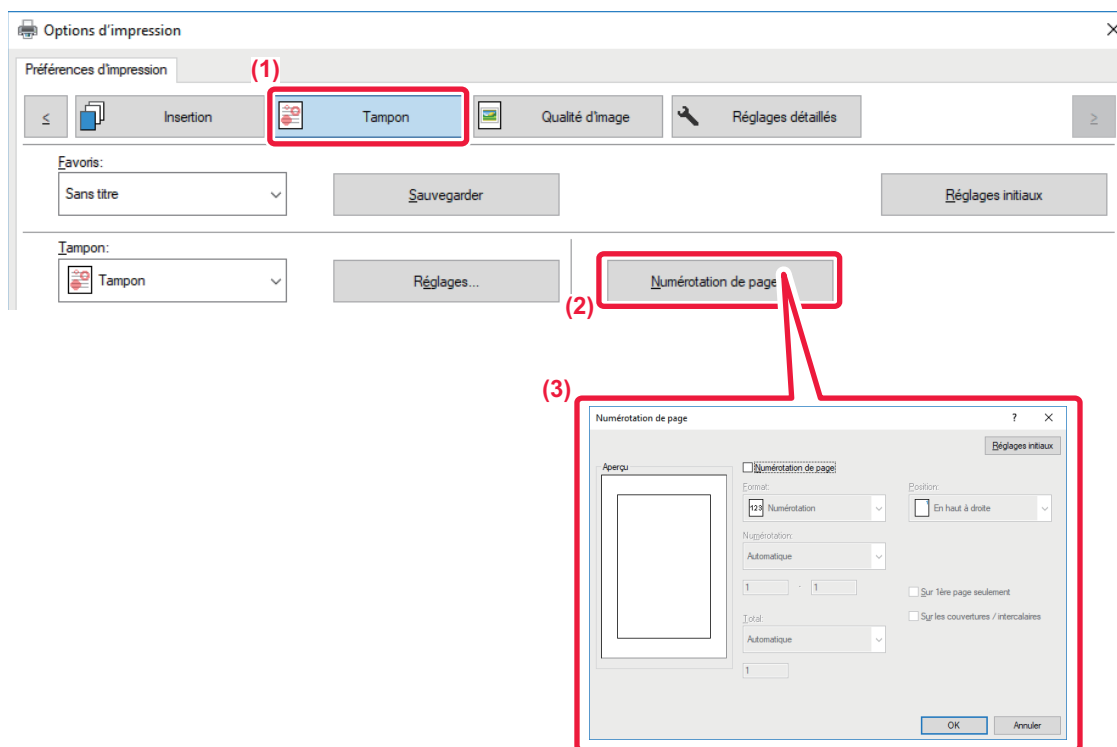 Options d'impression
Préférences d'impression
(1)
<
Insertion
Tampon
Qualité d'image
Réglages détaillés
>
Favoris:
Sans titre
Sauvegarder
Réglages initiaux
Tampon:
Tampon
Réglages...
Numérotation de page
(2)
(3)
Numérotation de page
?
Réglages initiaux
Aperçu
Numérotation de page
Format:
Position:
123 Numérotation
En haut à droite
Numérotation:
Automatique
1 - 1
Sur 1ère page seulement
Sur les couvertures / intercalaires
Total:
Automatique
1
OK
Annuler